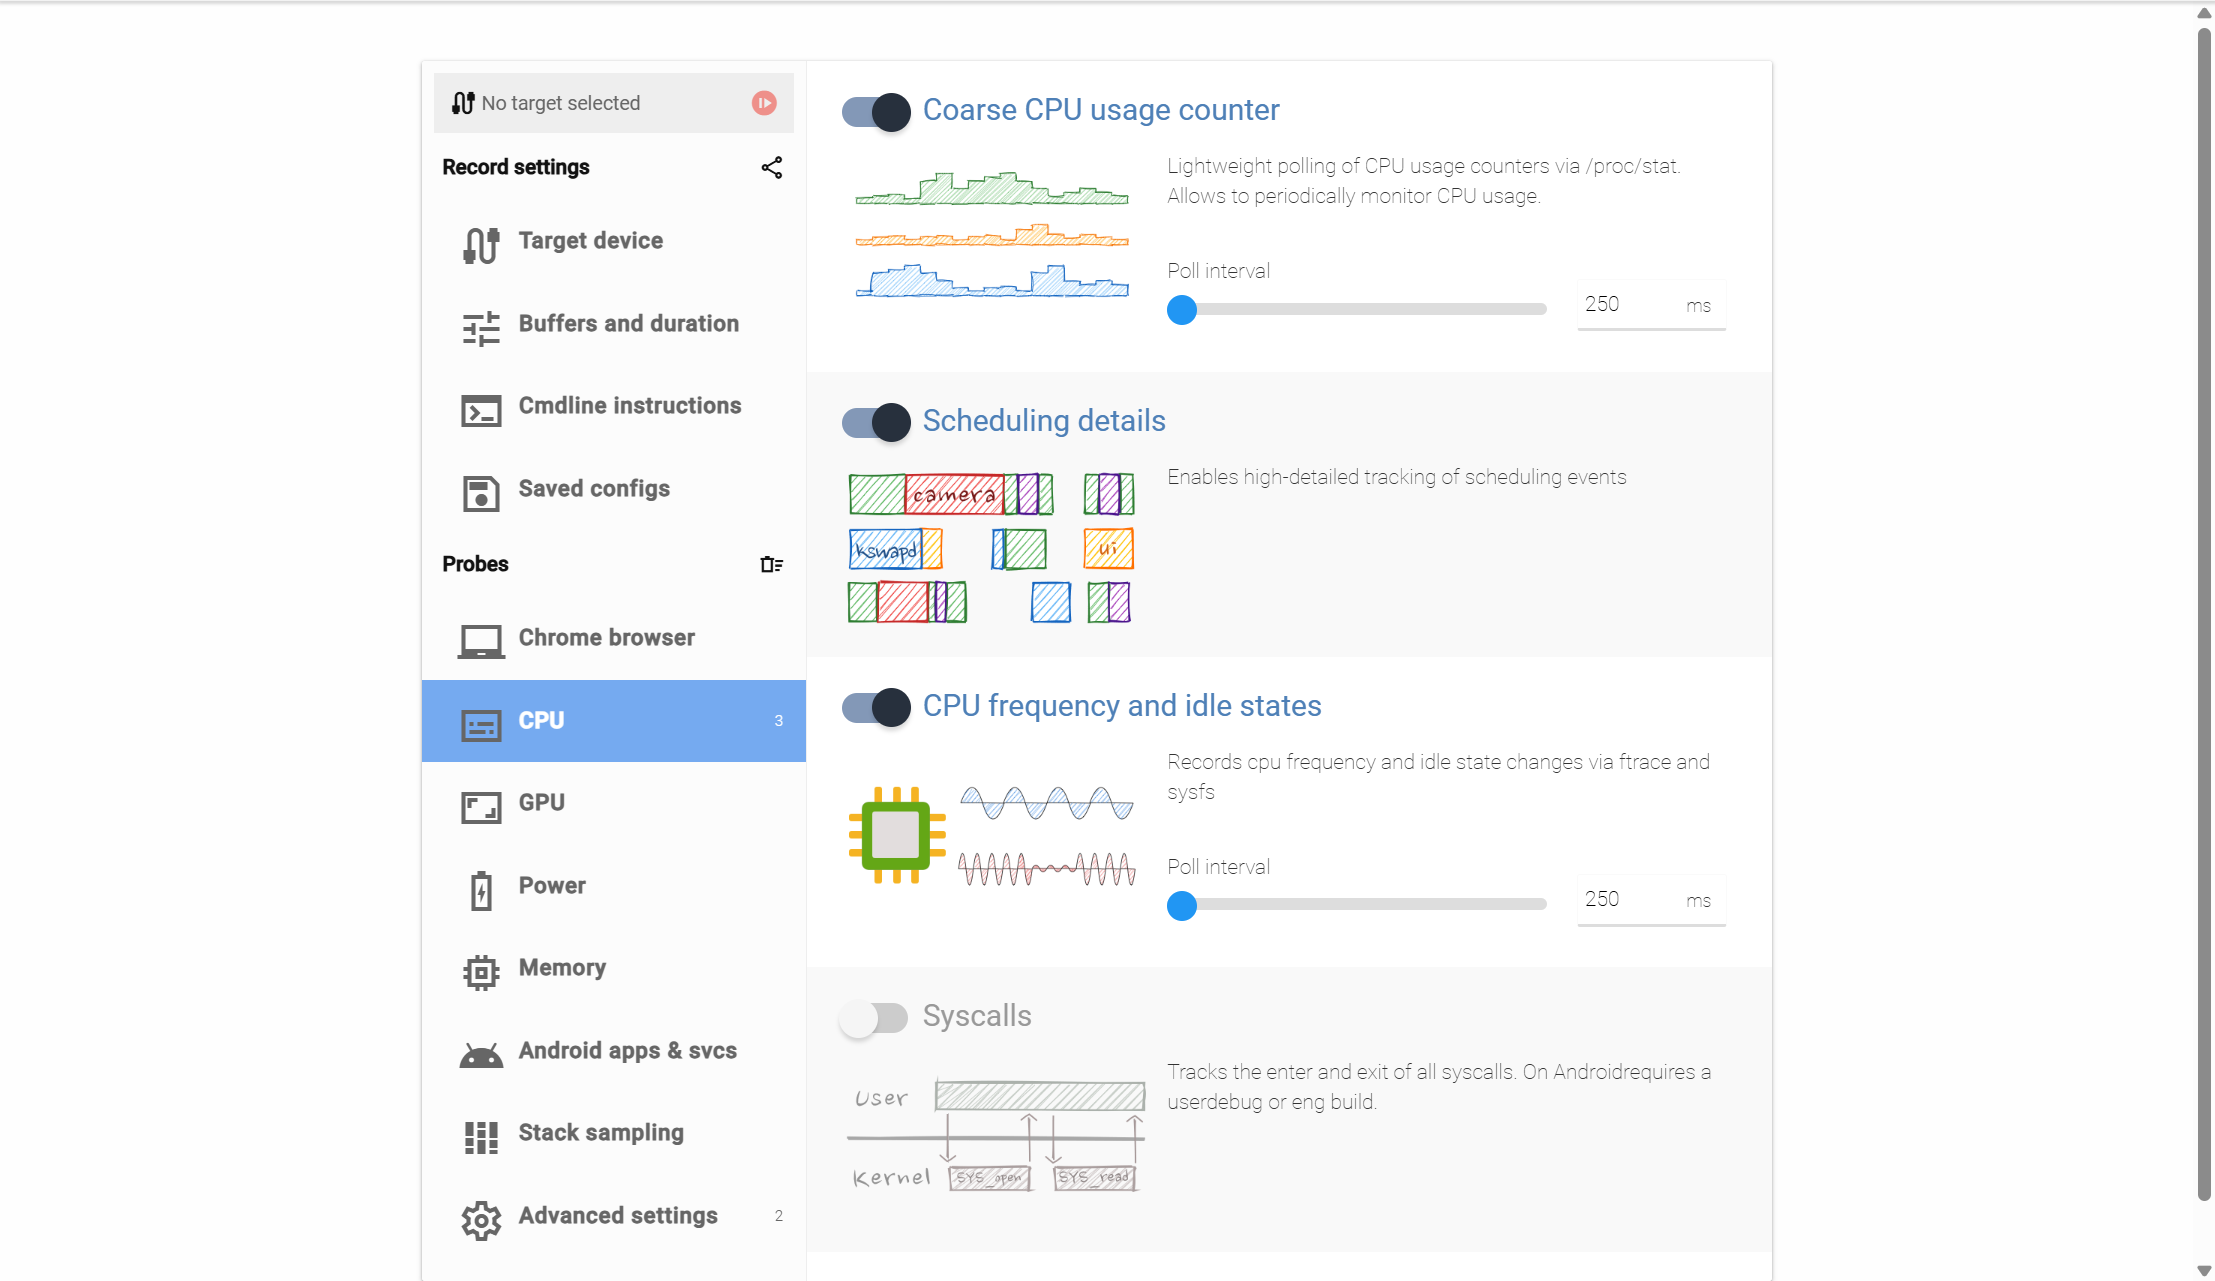 No target selected
Record settings
Target device
Buffers and duration
Cmdline instructions
Saved configs
Probes
Chrome browser
CPU 3
GPU
Power
Memory
Android apps & svcs
Stack sampling
Advanced settings 2
Coarse CPU usage counter
Lightweight polling of CPU usage counters via /proc/stat.
Allows to periodically monitor CPU usage.
Poll interval
250 ms
Scheduling details
camera
kswapd
ui
Enables high-detailed tracking of scheduling events
CPU frequency and idle states
Records cpu frequency and idle state changes via ftrace and
sysfs
Poll interval
250 ms
Syscalls
User
Kernel
SYS_open
SYS_read
Tracks the enter and exit of all syscalls. On Androidrequires a
userdebug or eng build.